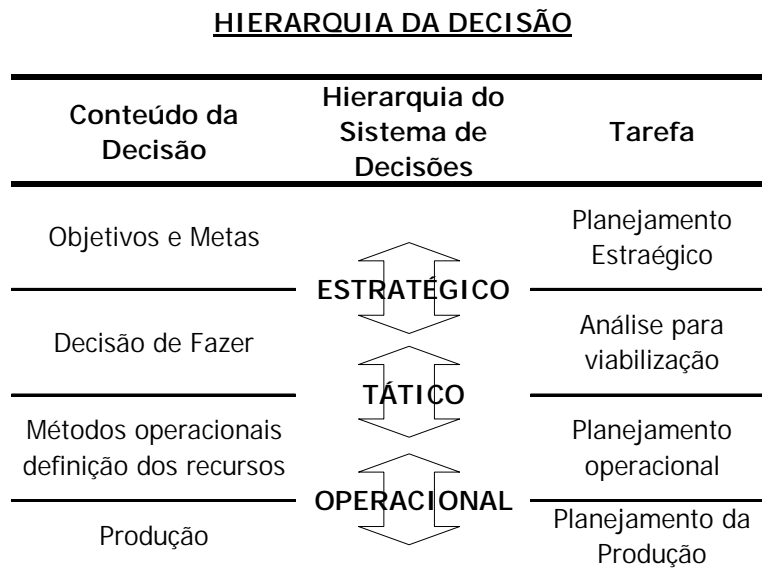 HIERARQUIA DA DECISÃO
Conteúdo da
Decisão
Hierarquia do
Sistema de
Decisões
Tarefa
Objetivos e Metas
Planejamento
Estraégico
ESTRATÉGICO
Decisão de Fazer
Análise para
viabilização
TÁTICO
Métodos operacionais
definição dos recursos
Planejamento
operacional
OPERACIONAL
Produção
Planejamento da
Produção